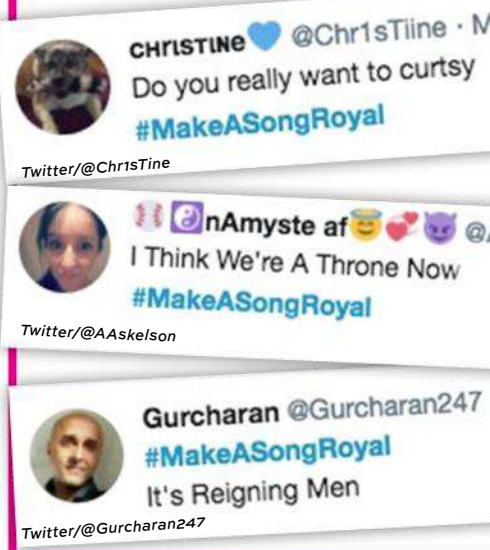 CHRISTINE💙 @Chr1sTiine · M
Do you really want to curtsy
#MakeASongRoyal
Twitter/@Chr1sTine
⚾☯nAmyste af😇💞😈 @
I Think We're A Throne Now
#MakeASongRoyal
Twitter/@AAskelson
Gurcharan @Gurcharan247
#MakeASongRoyal
It's Reigning Men
Twitter/@Gurcharan247